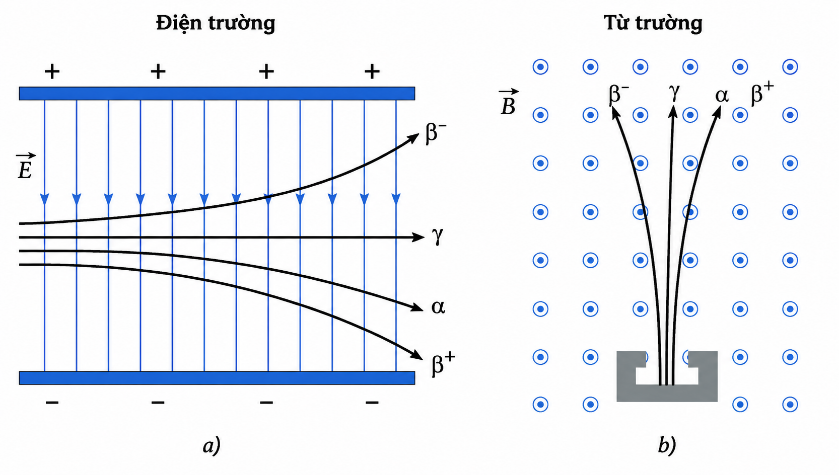 Điện trường
+ + + +
E
β⁻
γ
α
β⁺
− − − −
a)
Từ trường
B
β⁻ γ α β⁺
b)